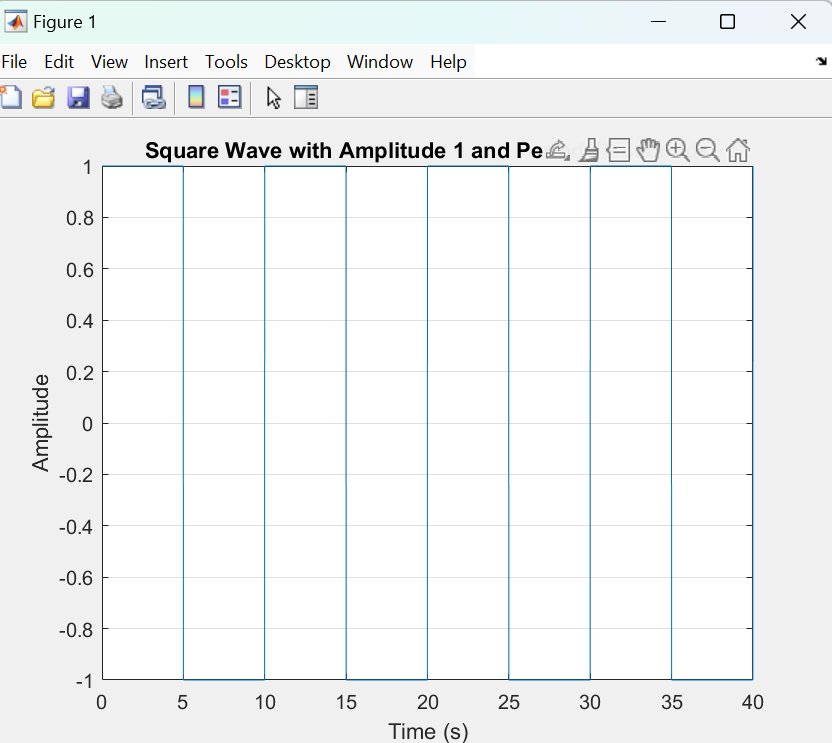 Figure 1
File Edit View Insert Tools Desktop Window Help
Square Wave with Amplitude 1 and Pe
1
0.8
0.6
0.4
0.2
0
-0.2
-0.4
-0.6
-0.8
-1
Amplitude
0 5 10 15 20 25 30 35 40
Time (s)